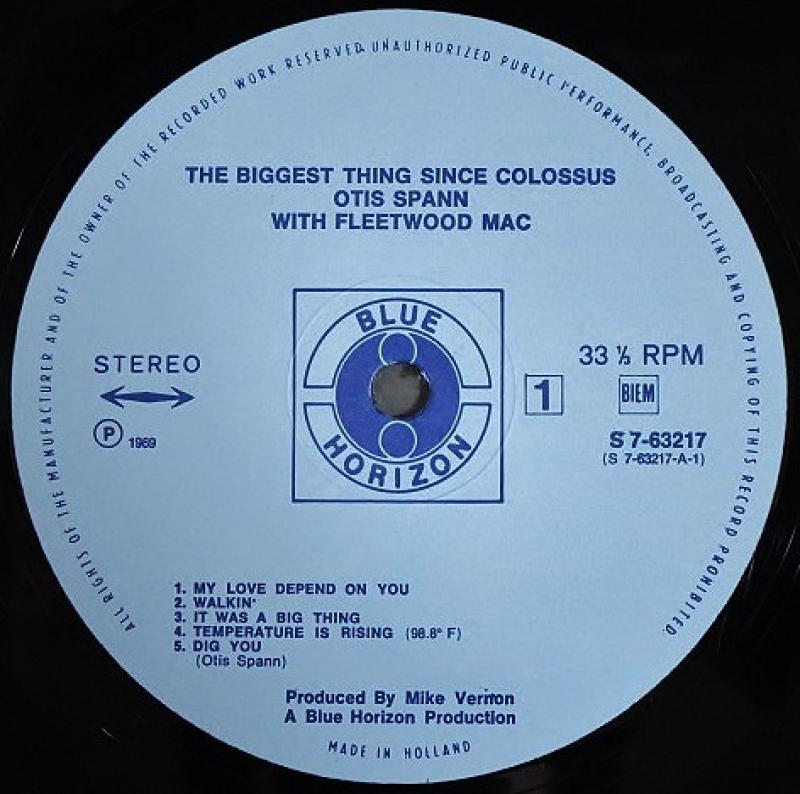 ALL RIGHTS OF THE MANUFACTURER AND OF THE OWNER OF THE RECORDED WORK RESERVED. UNAUTHORIZED PUBLIC PERFORMANCE, BROADCASTING AND COPYING OF THIS RECORD PROHIBITED.
THE BIGGEST THING SINCE COLOSSUS
OTIS SPANN
WITH FLEETWOOD MAC
BLUE
HORIZON
STEREO
Ⓟ 1969
1
33 ⅓ RPM
BIEM
S 7-63217
(S 7-63217-A-1)
1. MY LOVE DEPEND ON YOU
2. WALKIN'
3. IT WAS A BIG THING
4. TEMPERATURE IS RISING (98.8° F)
5. DIG YOU
(Otis Spann)
Produced By Mike Vernon
A Blue Horizon Production
MADE IN HOLLAND